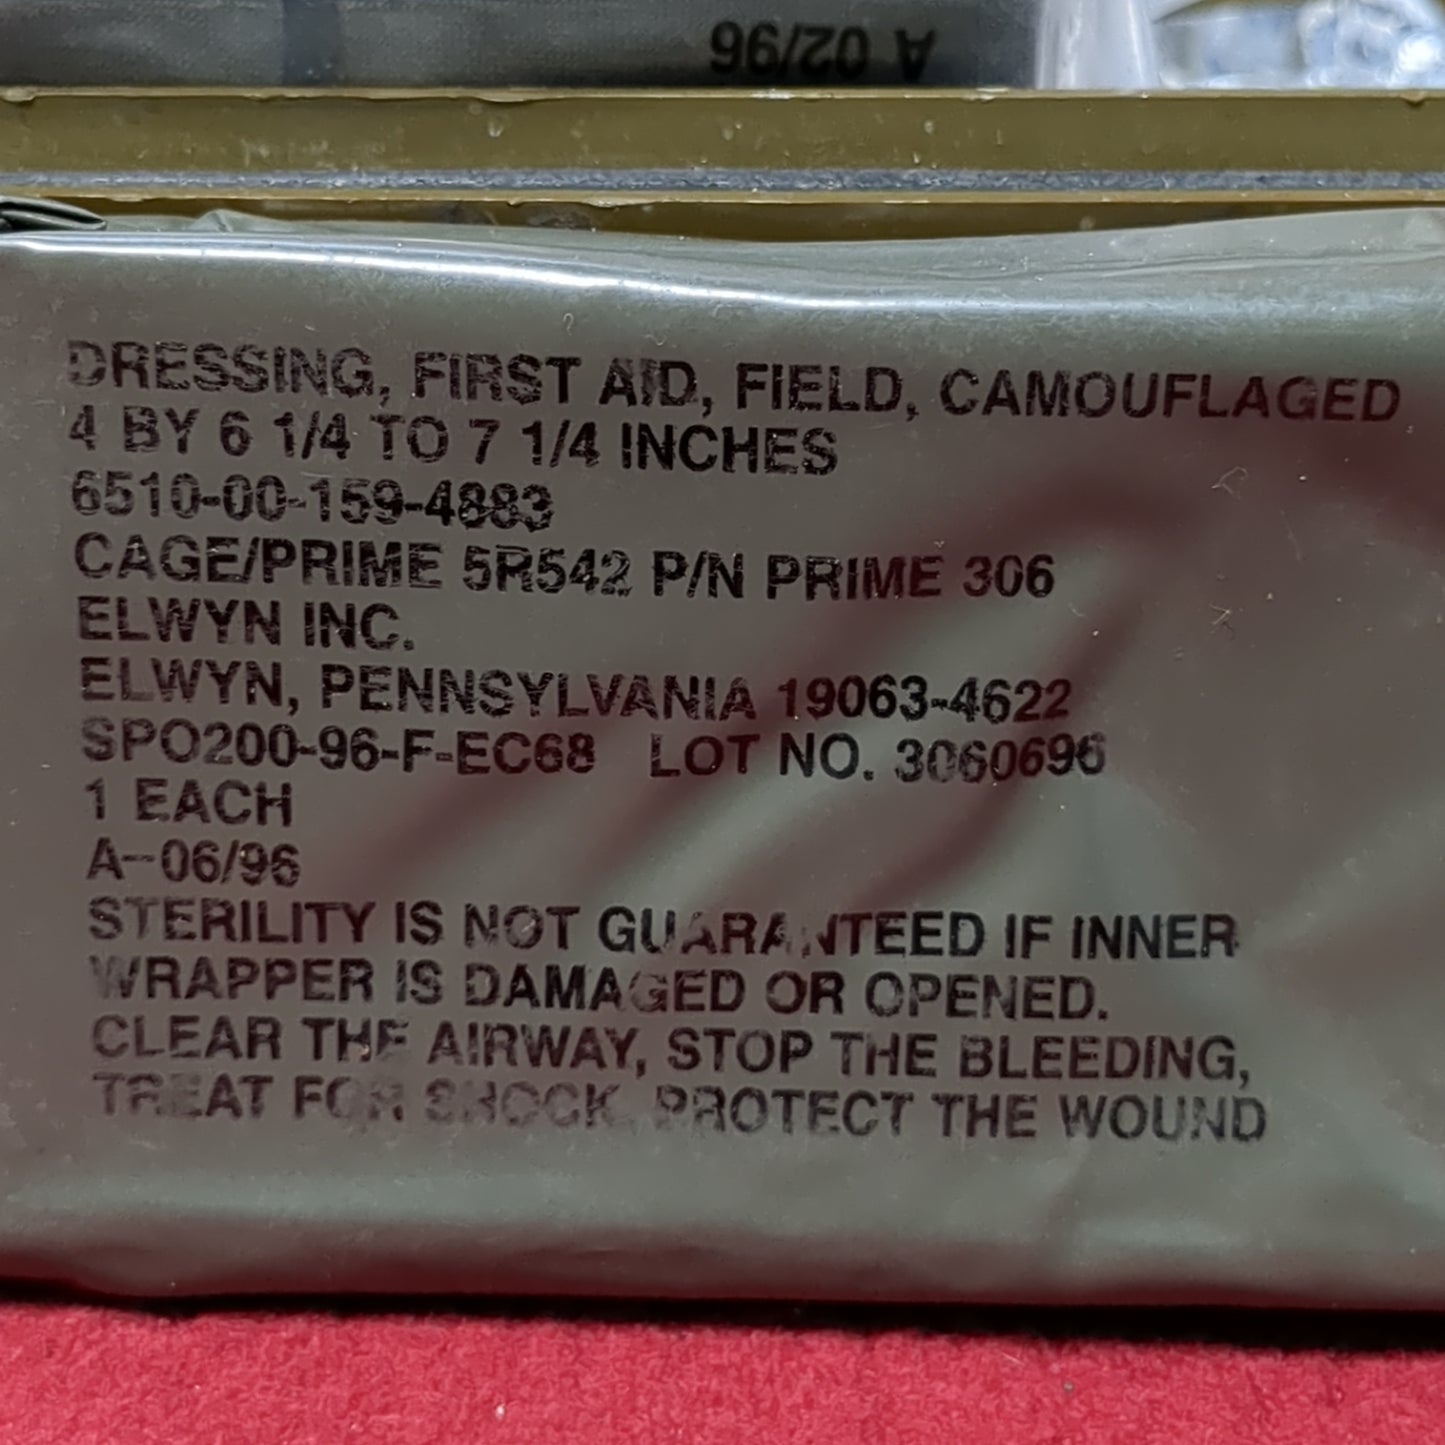 A 02/96
DRESSING, FIRST AID, FIELD, CAMOUFLAGED
4 BY 6 1/4 TO 7 1/4 INCHES
6510-00-159-4883
CAGE/PRIME 5R542 P/N PRIME 306
ELWYN INC.
ELWYN, PENNSYLVANIA 19063-4622
SPO200-96-F-EC68 LOT NO. 3060696
1 EACH
A-06/96
STERILITY IS NOT GUARANTEED IF INNER
WRAPPER IS DAMAGED OR OPENED.
CLEAR THE AIRWAY, STOP THE BLEEDING,
TREAT FOR SHOCK, PROTECT THE WOUND